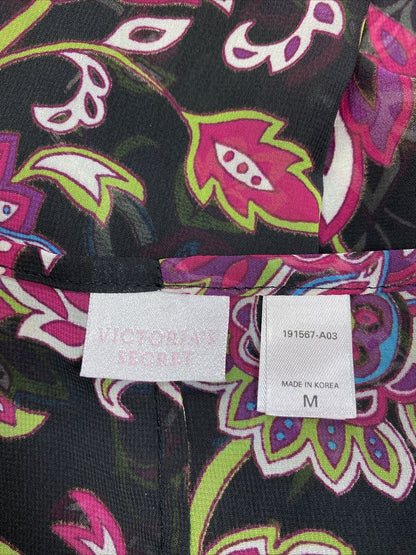 VICTORIA'S
SECRET
191567-A03
MADE IN KOREA
M